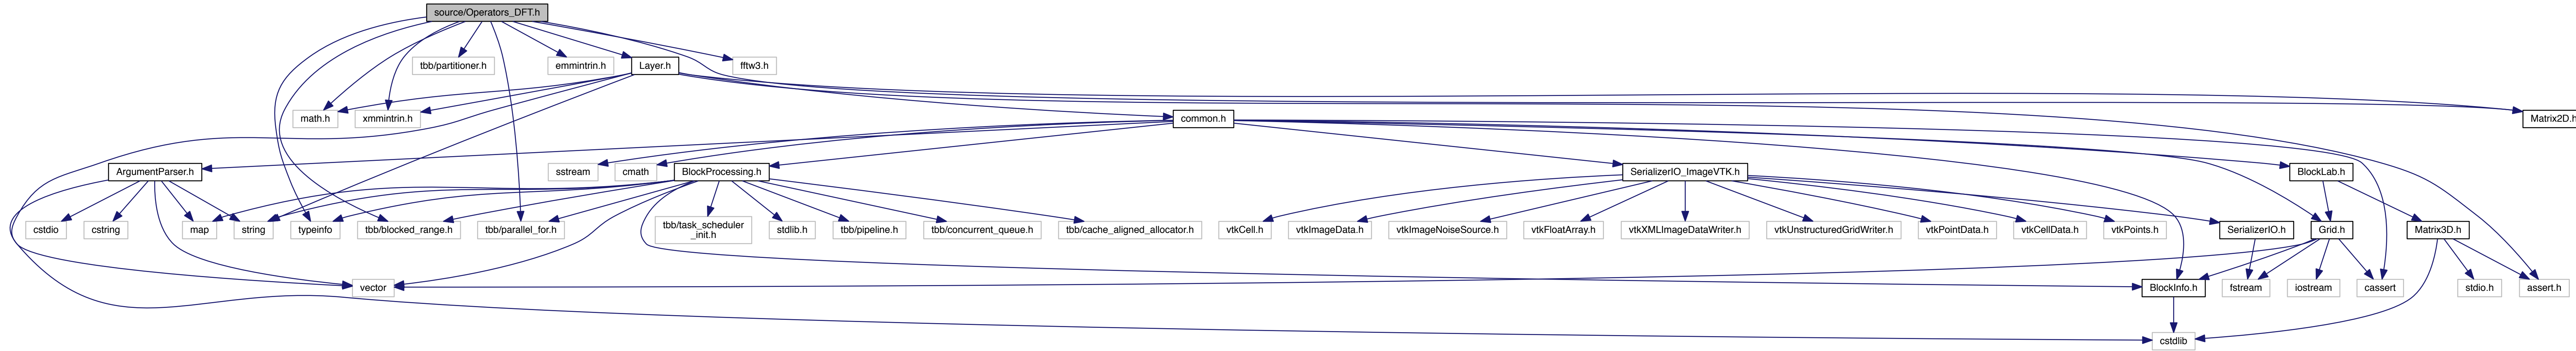 source/Operators_DFT.h
tbb/partitioner.h
emmintrin.h
Layer.h
fftw3.h
math.h
xmmintrin.h
common.h
Matrix2D.h
ArgumentParser.h
sstream
cmath
BlockProcessing.h
SerializerIO_ImageVTK.h
BlockLab.h
cstdio
cstring
map
string
typeinfo
tbb/blocked_range.h
tbb/parallel_for.h
tbb/task_scheduler
_init.h
stdlib.h
tbb/pipeline.h
tbb/concurrent_queue.h
tbb/cache_aligned_allocator.h
vtkCell.h
vtkImageData.h
vtkImageNoiseSource.h
vtkFloatArray.h
vtkXMLImageDataWriter.h
vtkUnstructuredGridWriter.h
vtkPointData.h
vtkCellData.h
vtkPoints.h
SerializerIO.h
Grid.h
Matrix3D.h
vector
BlockInfo.h
fstream
iostream
cassert
stdio.h
assert.h
cstdlib